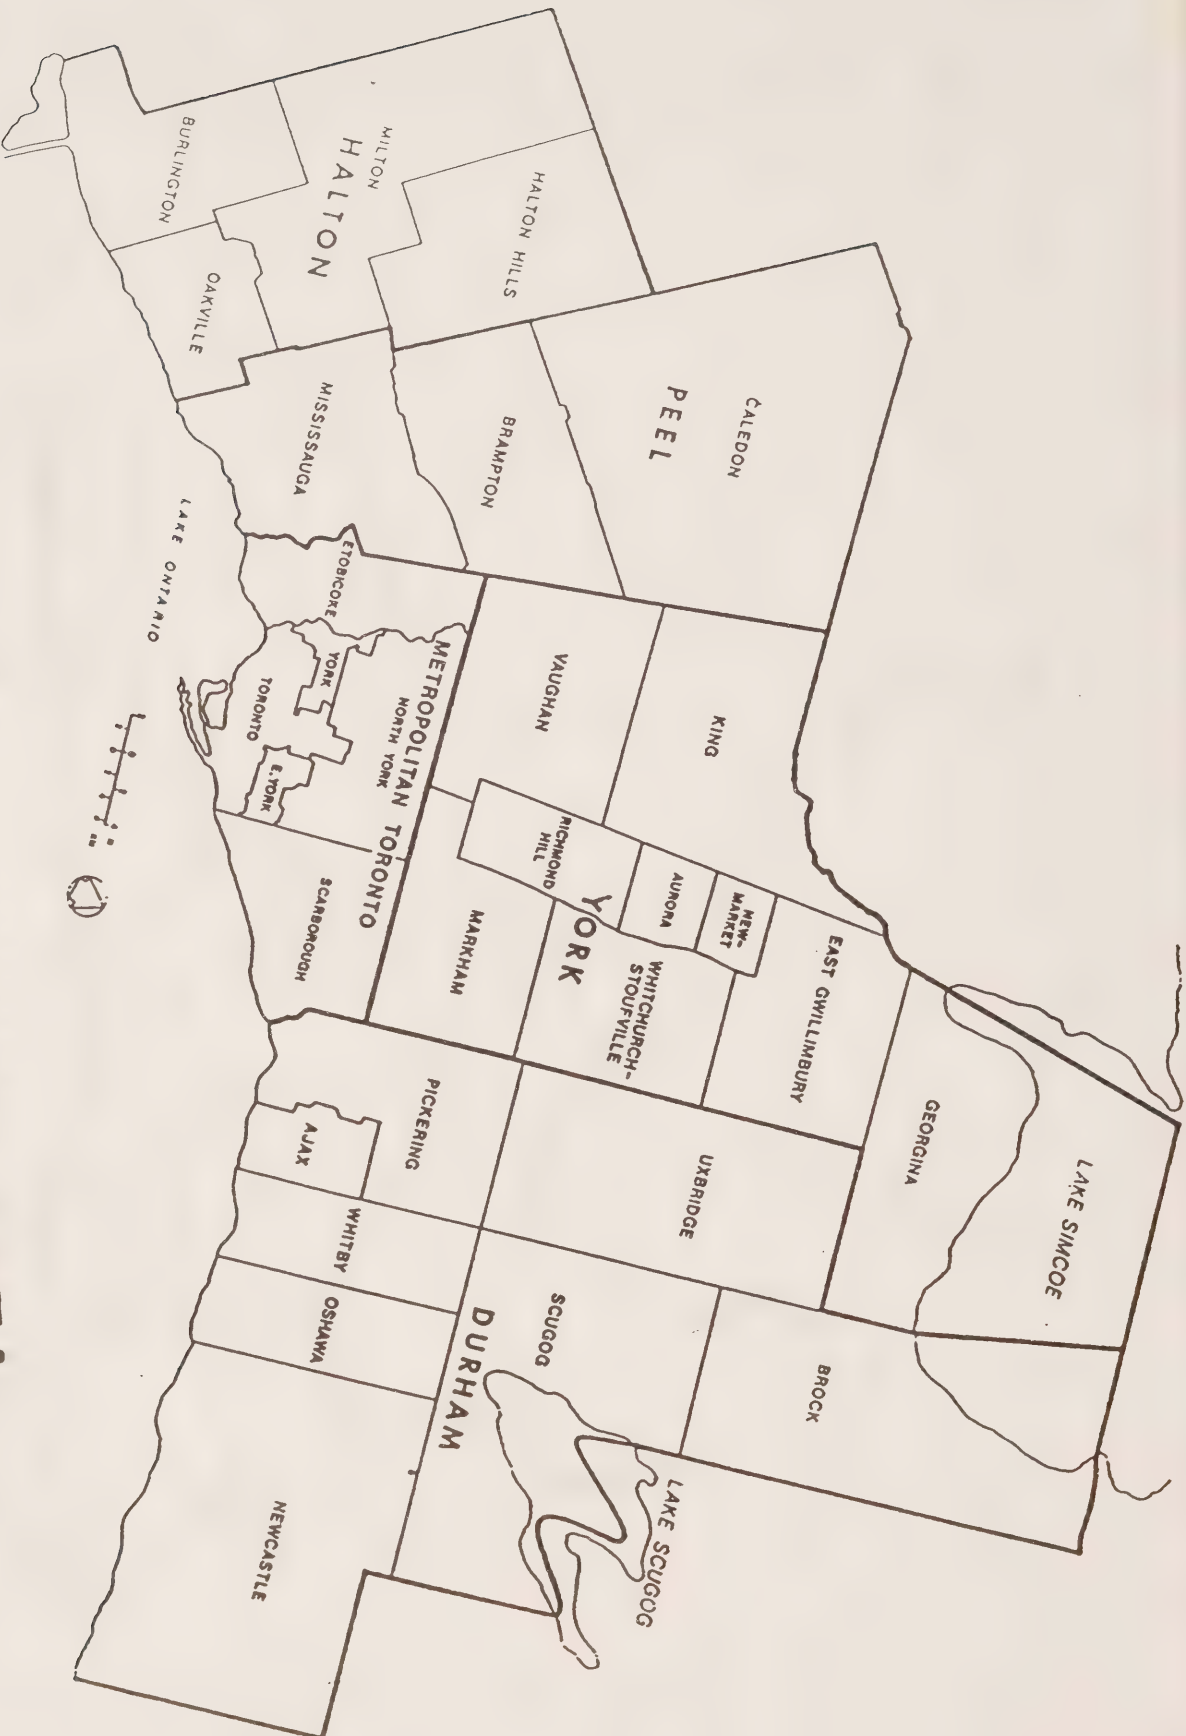 HALTON
MILTON
HALTON HILLS
BURLINGTON
OAKVILLE
PEEL
CALEDON
BRAMPTON
MISSISSAUGA
LAKE ONTARIO
METROPOLITAN TORONTO
ETOBICOKE
YORK
NORTH YORK
TORONTO
E. YORK
SCARBOROUGH
YORK
VAUGHAN
KING
RICHMOND
HILL
AURORA
NEW-
MARKET
MARKHAM
WHITCHURCH-
STOUFVILLE
EAST GWILLIMBURY
GEORGINA
LAKE SIMCOE
DURHAM
PICKERING
AJAX
UXBRIDGE
WHITBY
OSHAWA
SCUGOG
BROCK
LAKE SCUGOG
NEWCASTLE